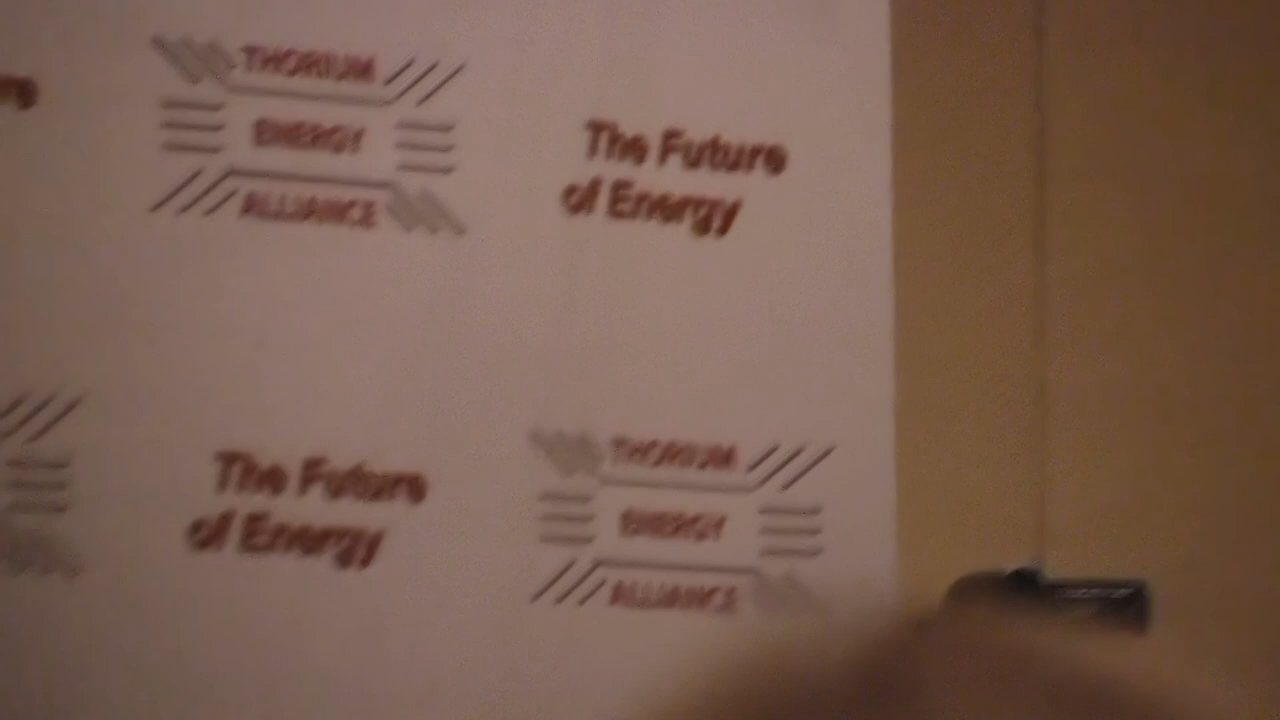 THORIUM
ENERGY
ALLIANCE
The Future
of Energy
The Future
of Energy
THORIUM
ENERGY
ALLIANCE